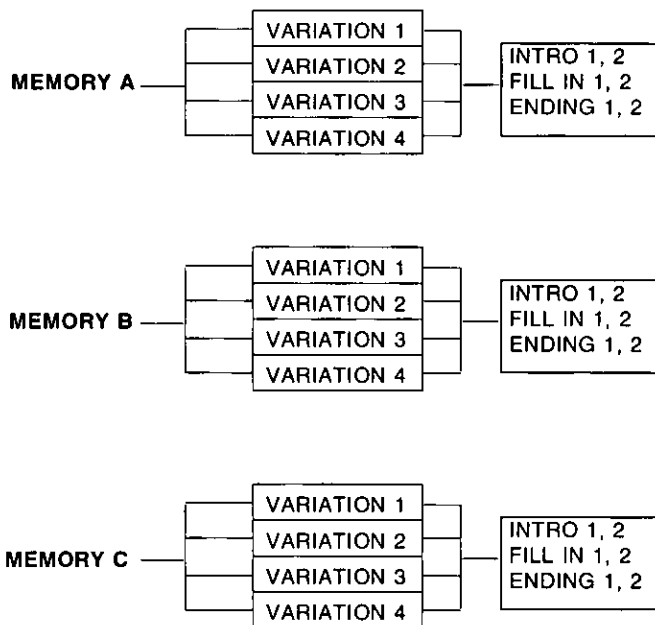 MEMORY A
VARIATION 1
VARIATION 2
VARIATION 3
VARIATION 4
INTRO 1, 2
FILL IN 1, 2
ENDING 1, 2
MEMORY B
VARIATION 1
VARIATION 2
VARIATION 3
VARIATION 4
INTRO 1, 2
FILL IN 1, 2
ENDING 1, 2
MEMORY C
VARIATION 1
VARIATION 2
VARIATION 3
VARIATION 4
INTRO 1, 2
FILL IN 1, 2
ENDING 1, 2